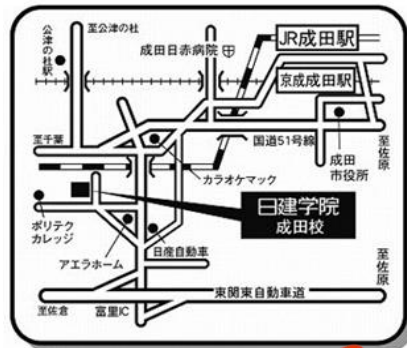 至公津の杜
公津の杜駅
成田日赤病院
JR成田駅
京成成田駅
至千葉
国道51号線
カラオケマック
成田
市役所
至佐原
日建学院
成田校
ポリテク
カレッジ
アエラホーム
日産自動車
至佐原
東関東自動車道
至佐倉
富里IC